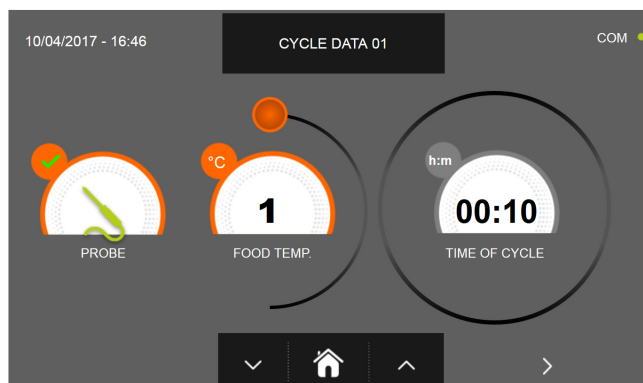 10/04/2017 - 16:46
CYCLE DATA 01
COM
°C
h:m
1
00:10
PROBE
FOOD TEMP.
TIME OF CYCLE